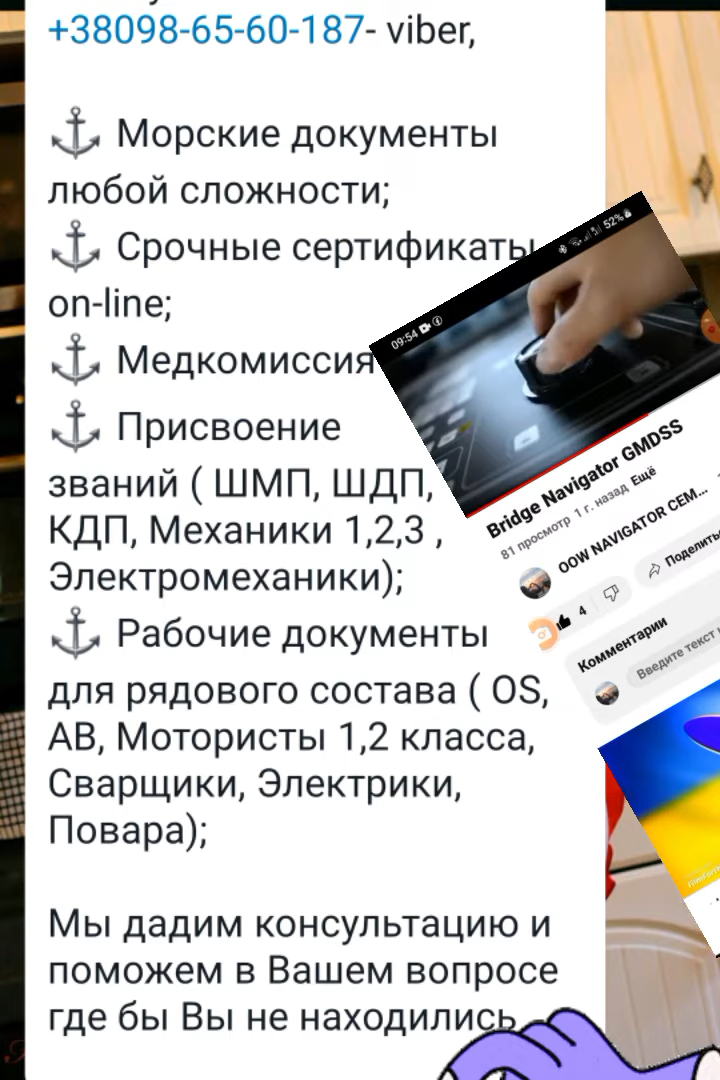 +38098-65-60-187- viber,
⚓ Морские документы
любой сложности;
⚓ Срочные сертификаты
on-line;
⚓ Медкомиссия
⚓ Присвоение
званий ( ШМП, ШДП,
КДП, Механики 1,2,3 ,
Электромеханики);
⚓ Рабочие документы
для рядового состава ( OS,
AB, Мотористы 1,2 класса,
Сварщики, Электрики,
Повара);
Мы дадим консультацию и
поможем в Вашем вопросе
где бы Вы не находились
09:54
52%
Bridge Navigator GMDSS
81 просмотр 1 г. назад Ещё
OOW NAVIGATOR CEM...
4
Поделиться
Комментарии
Введите текст